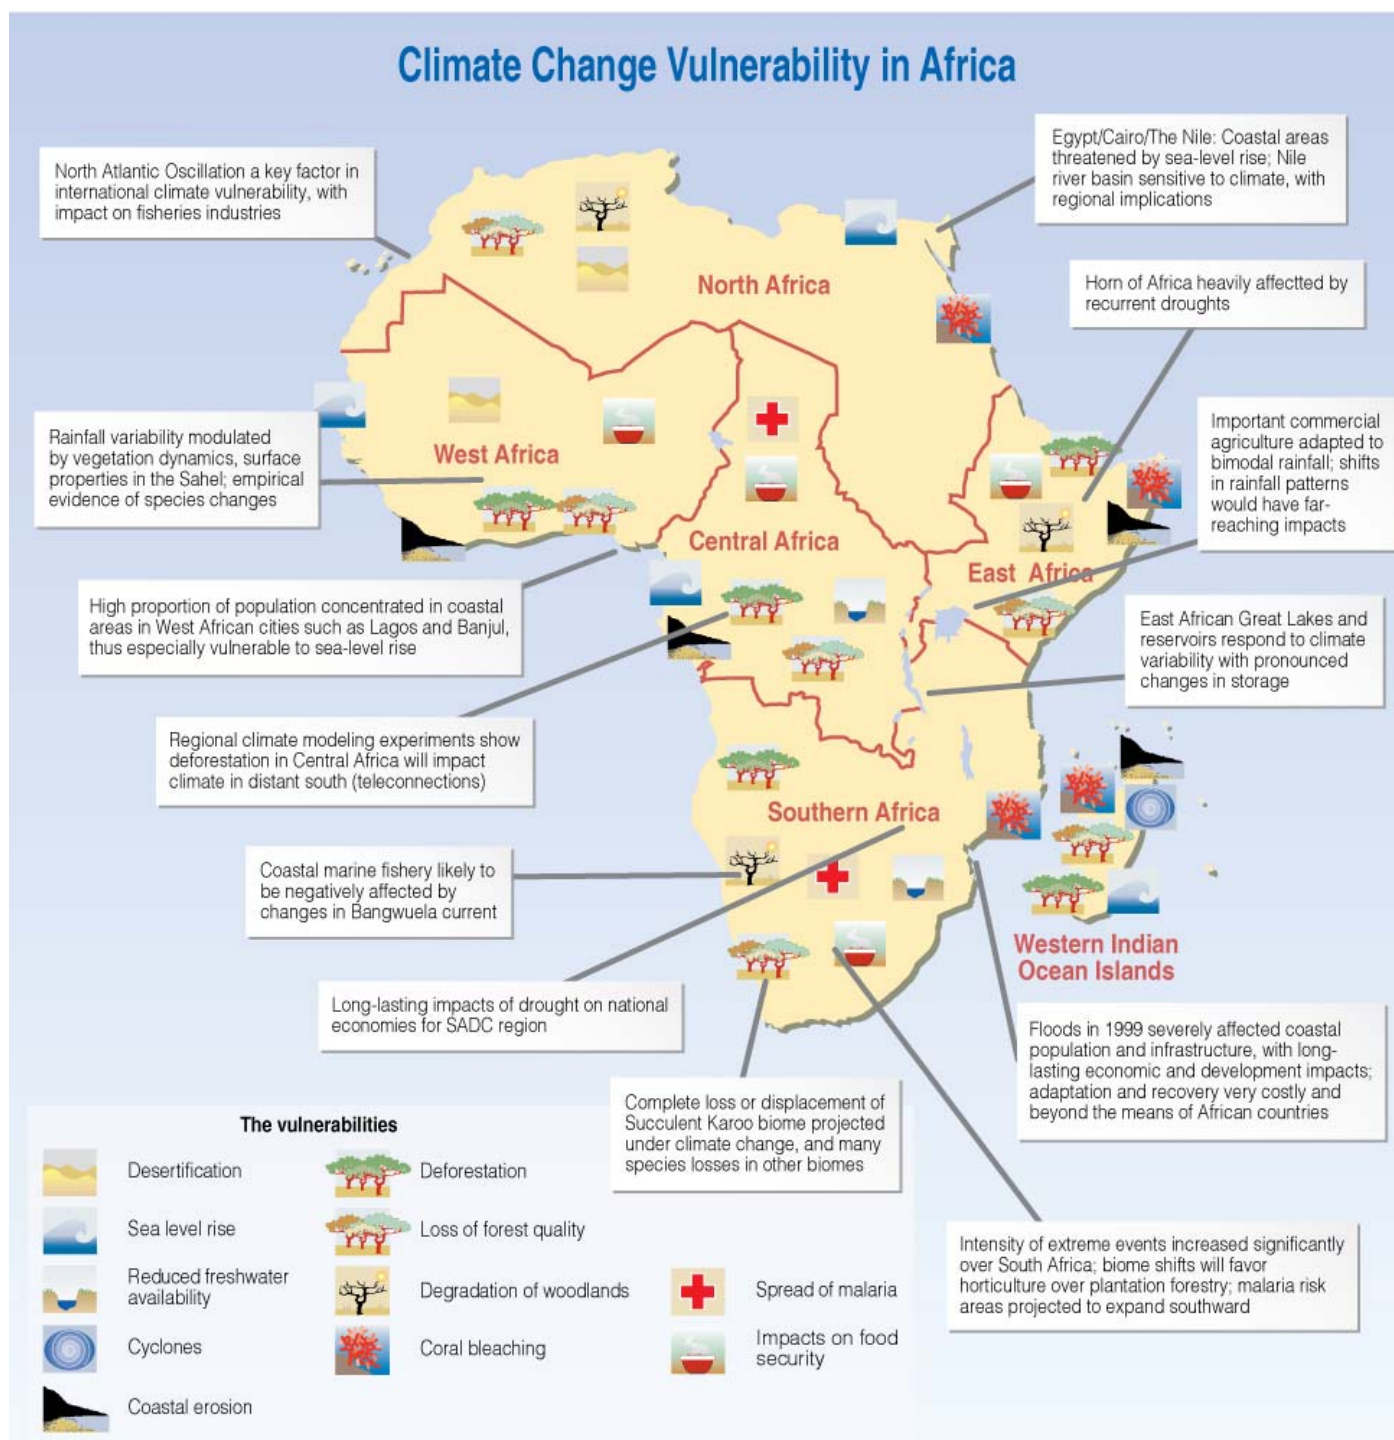 Climate Change Vulnerability in Africa
North Atlantic Oscillation a key factor in
international climate vulnerability, with
impact on fisheries industries
Egypt/Cairo/The Nile: Coastal areas
threatened by sea-level rise; Nile
river basin sensitive to climate, with
regional implications
Horn of Africa heavily affectted by
recurrent droughts
North Africa
Important commercial
agriculture adapted to
bimodal rainfall; shifts
in rainfall patterns
would have far-
reaching impacts
Rainfall variability modulated
by vegetation dynamics, surface
properties in the Sahel; empirical
evidence of species changes
West Africa
Central Africa
East Africa
High proportion of population concentrated in coastal
areas in West African cities such as Lagos and Banjul,
thus especially vulnerable to sea-level rise
East African Great Lakes and
reservoirs respond to climate
variability with pronounced
changes in storage
Regional climate modeling experiments show
deforestation in Central Africa will impact
climate in distant south (teleconnections)
Southern Africa
Coastal marine fishery likely to
be negatively affected by
changes in Bangwuela current
Western Indian
Ocean Islands
Long-lasting impacts of drought on national
economies for SADC region
Floods in 1999 severely affected coastal
population and infrastructure, with long-
lasting economic and development impacts;
adaptation and recovery very costly and
beyond the means of African countries
Complete loss or displacement of
Succulent Karoo biome projected
under climate change, and many
species losses in other biomes
Intensity of extreme events increased significantly
over South Africa; biome shifts will favor
horticulture over plantation forestry; malaria risk
areas projected to expand southward
The vulnerabilities
Desertification
Sea level rise
Reduced freshwater
availability
Cyclones
Coastal erosion
Deforestation
Loss of forest quality
Degradation of woodlands
Coral bleaching
Spread of malaria
Impacts on food
security